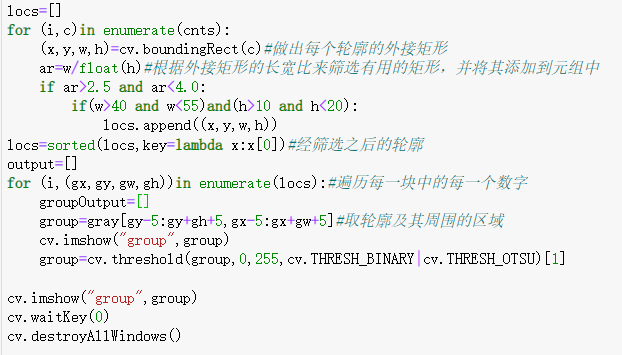 locs=[]
for (i,c)in enumerate(cnts):
    (x,y,w,h)=cv.boundingRect(c)#做出每个轮廓的外接矩形
    ar=w/float(h)#根据外接矩形的长宽比来筛选有用的矩形，并将其添加到元组中
    if ar>2.5 and ar<4.0:
        if(w>40 and w<55)and(h>10 and h<20):
            locs.append((x,y,w,h))
locs=sorted(locs,key=lambda x:x[0])#经筛选之后的轮廓
output=[]
for (i,(gx,gy,gw,gh))in enumerate(locs):#遍历每一块中的每一个数字
    groupOutput=[]
    group=gray[gy-5:gy+gh+5,gx-5:gx+gw+5]#取轮廓及其周围的区域
    cv.imshow("group",group)
    group=cv.threshold(group,0,255,cv.THRESH_BINARY|cv.THRESH_OTSU)[1]

cv.imshow("group",group)
cv.waitKey(0)
cv.destroyAllWindows()